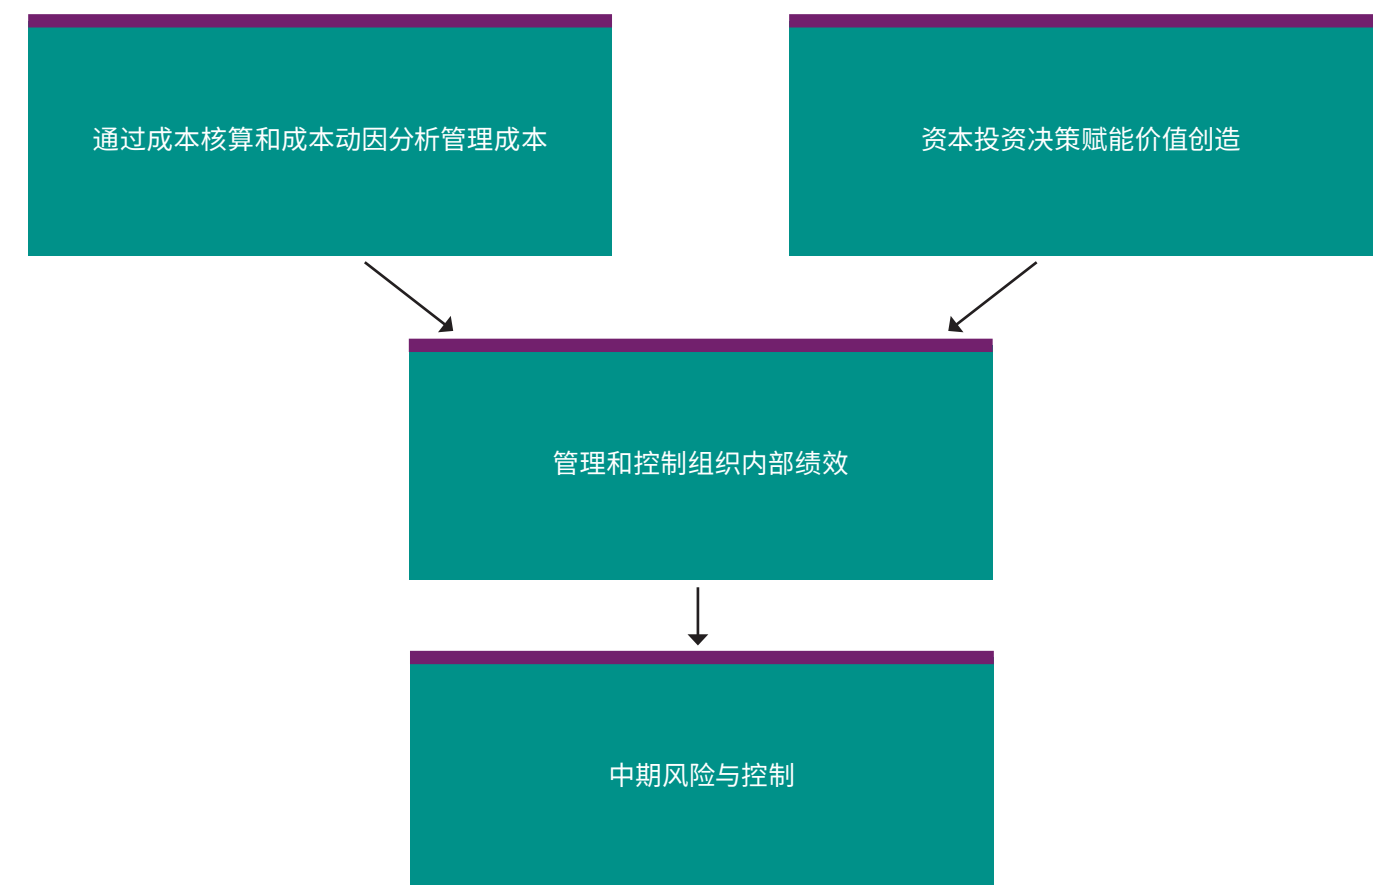 通过成本核算和成本动因分析管理成本
资本投资决策赋能价值创造
管理和控制组织内部绩效
中期风险与控制